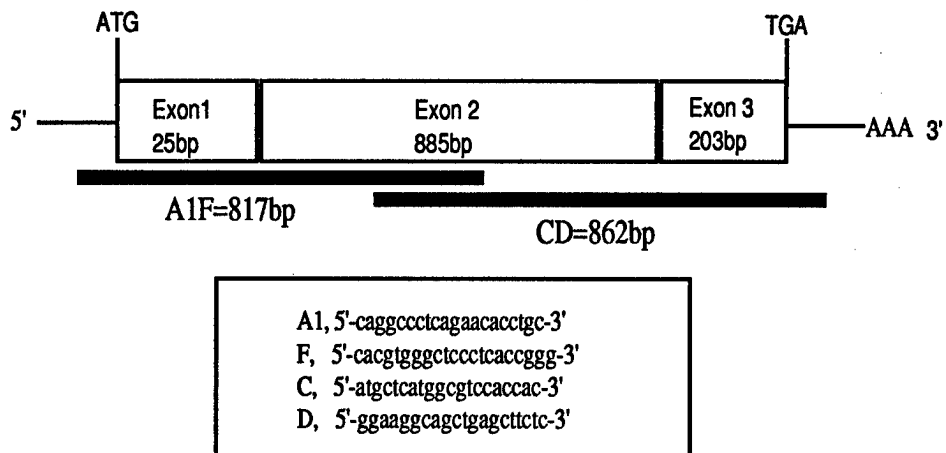 ATG TGA
5' Exon1 Exon 2 Exon 3 AAA 3'
25bp 885bp 203bp
A1F=817bp
CD=862bp
A1, 5'-caggccctcagaacacctgc-3'
F, 5'-cacgtgggctccctcaccggg-3'
C, 5'-atgctcatggcgtccaccac-3'
D, 5'-ggaaggcagctgagcttctc-3'